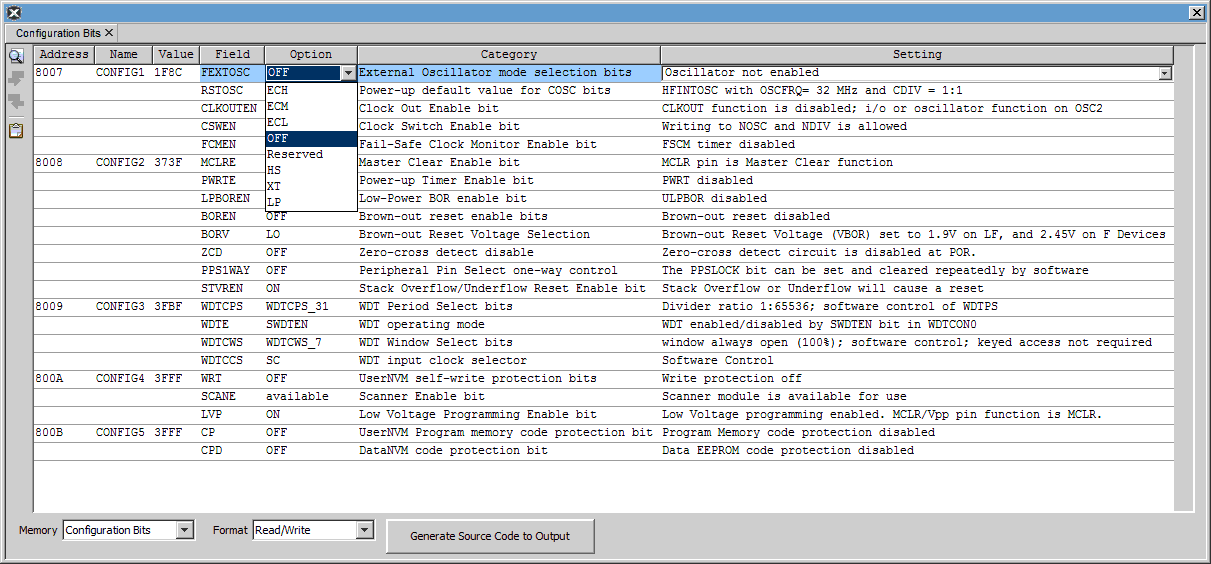 Configuration Bits
Address Name Value Field Option Category Setting
8007 CONFIG1 1F8C FEXTOSC OFF External Oscillator mode selection bits Oscillator not enabled
RSTOSC ECH Power-up default value for COSC bits HFINTOSC with OSCFRQ= 32 MHz and CDIV = 1:1
CLKOUTEN ECM Clock Out Enable bit CLKOUT function is disabled; i/o or oscillator function on OSC2
CSWEN ECL Clock Switch Enable bit Writing to NOSC and NDIV is allowed
FCMEN OFF Fail-Safe Clock Monitor Enable bit FSCM timer disabled
Reserved
8008 CONFIG2 373F MCLRE HS Master Clear Enable bit MCLR pin is Master Clear function
PWRTE XT Power-up Timer Enable bit PWRT disabled
LPBOREN LP Low-Power BOR enable bit ULPBOR disabled
BOREN OFF Brown-out reset enable bits Brown-out reset disabled
BORV LO Brown-out Reset Voltage Selection Brown-out Reset Voltage (VBOR) set to 1.9V on LF, and 2.45V on F Devices
ZCD OFF Zero-cross detect disable Zero-cross detect circuit is disabled at POR.
PPS1WAY OFF Peripheral Pin Select one-way control The PPSLOCK bit can be set and cleared repeatedly by software
STVREN ON Stack Overflow/Underflow Reset Enable bit Stack Overflow or Underflow will cause a reset
8009 CONFIG3 3FBF WDTCPS WDTCPS_31 WDT Period Select bits Divider ratio 1:65536; software control of WDTPS
WDTE SWDTEN WDT operating mode WDT enabled/disabled by SWDTEN bit in WDTCON0
WDTCWS WDTCWS_7 WDT Window Select bits window always open (100%); software control; keyed access not required
WDTCCS SC WDT input clock selector Software Control
800A CONFIG4 3FFF WRT OFF UserNVM self-write protection bits Write protection off
SCANE available Scanner Enable bit Scanner module is available for use
LVP ON Low Voltage Programming Enable bit Low Voltage programming enabled. MCLR/Vpp pin function is MCLR.
800B CONFIG5 3FFF CP OFF UserNVM Program memory code protection bit Program Memory code protection disabled
CPD OFF DataNVM code protection bit Data EEPROM code protection disabled
Memory Configuration Bits Format Read/Write Generate Source Code to Output